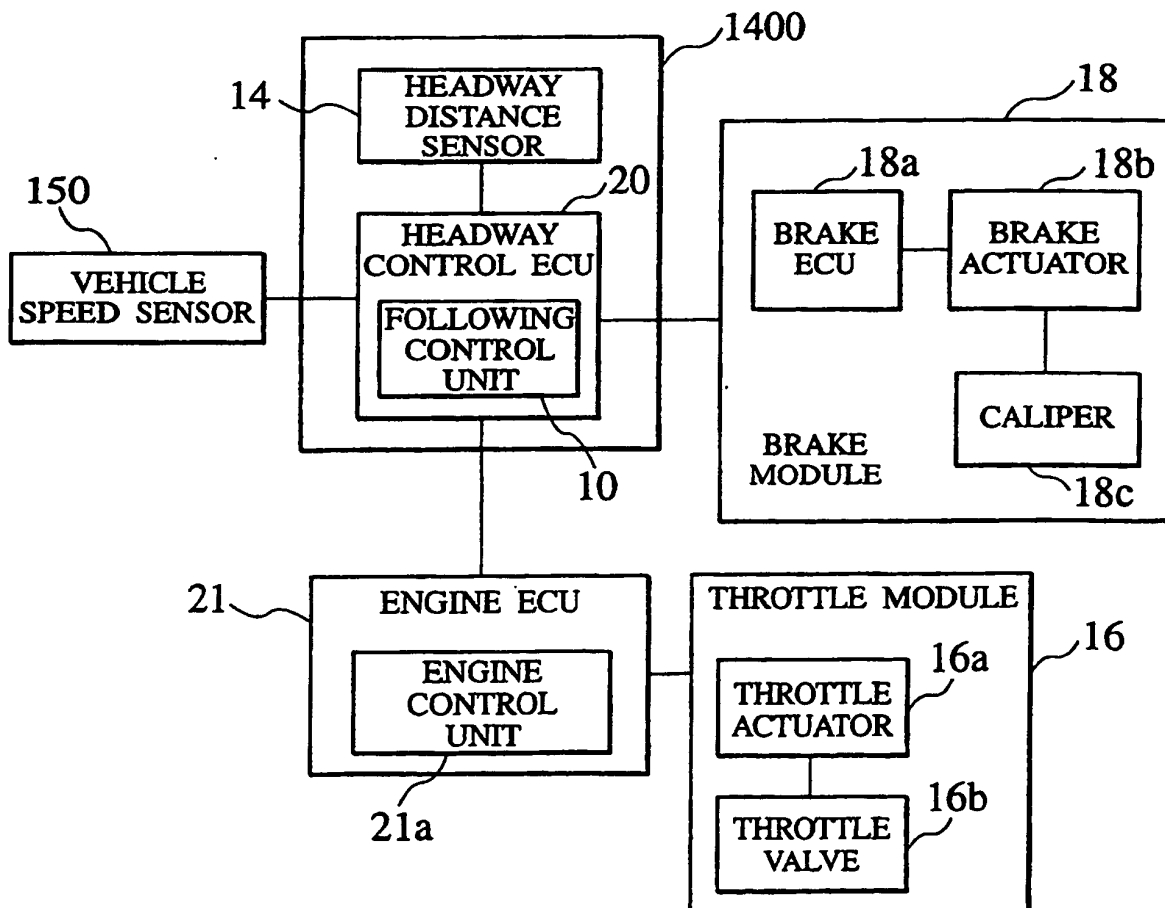 1400
14
HEADWAY
DISTANCE
SENSOR
18
150
20
18a
18b
VEHICLE
SPEED SENSOR
HEADWAY
CONTROL ECU
FOLLOWING
CONTROL
UNIT
10
BRAKE
ECU
BRAKE
ACTUATOR
CALIPER
18c
BRAKE
MODULE
21
ENGINE ECU
ENGINE
CONTROL
UNIT
21a
THROTTLE MODULE
16
16a
THROTTLE
ACTUATOR
16b
THROTTLE
VALVE